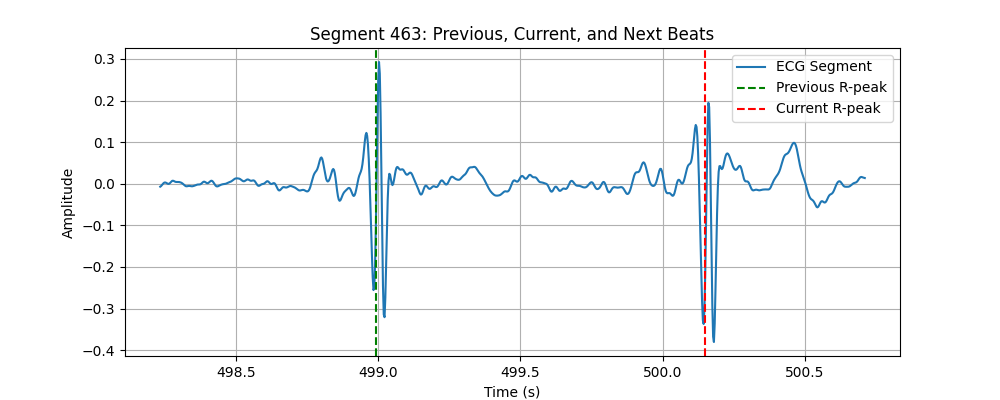 Segment 463: Previous, Current, and Next Beats
ECG Segment
Previous R-peak
Current R-peak
Amplitude
0.3
0.2
0.1
0.0
−0.1
−0.2
−0.3
−0.4
498.5
499.0
499.5
500.0
500.5
Time (s)